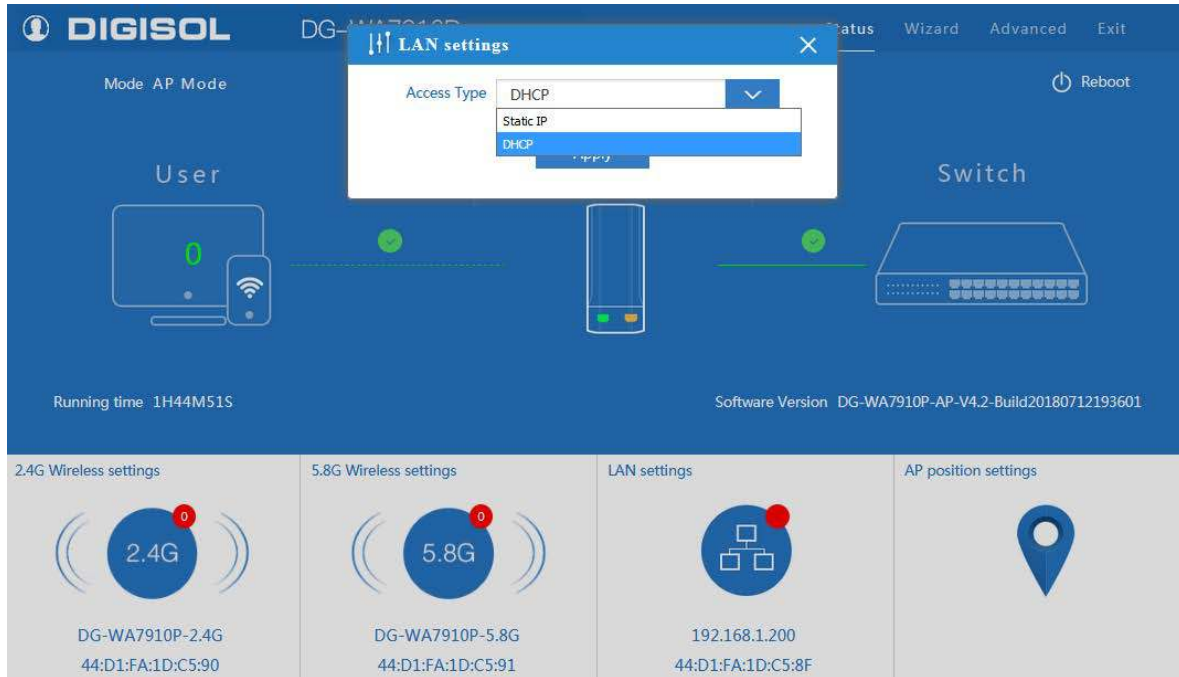 DIGISOL
DG-WA7910P
Status Wizard Advanced Exit
LAN settings
Mode AP Mode
Access Type DHCP
Reboot
Static IP
DHCP
Apply
User
Switch
0
Running time 1H44M51S
Software Version DG-WA7910P-AP-V4.2-Build20180712193601
2.4G Wireless settings
5.8G Wireless settings
LAN settings
AP position settings
0
2.4G
0
5.8G
DG-WA7910P-2.4G
44:D1:FA:1D:C5:90
DG-WA7910P-5.8G
44:D1:FA:1D:C5:91
192.168.1.200
44:D1:FA:1D:C5:8F